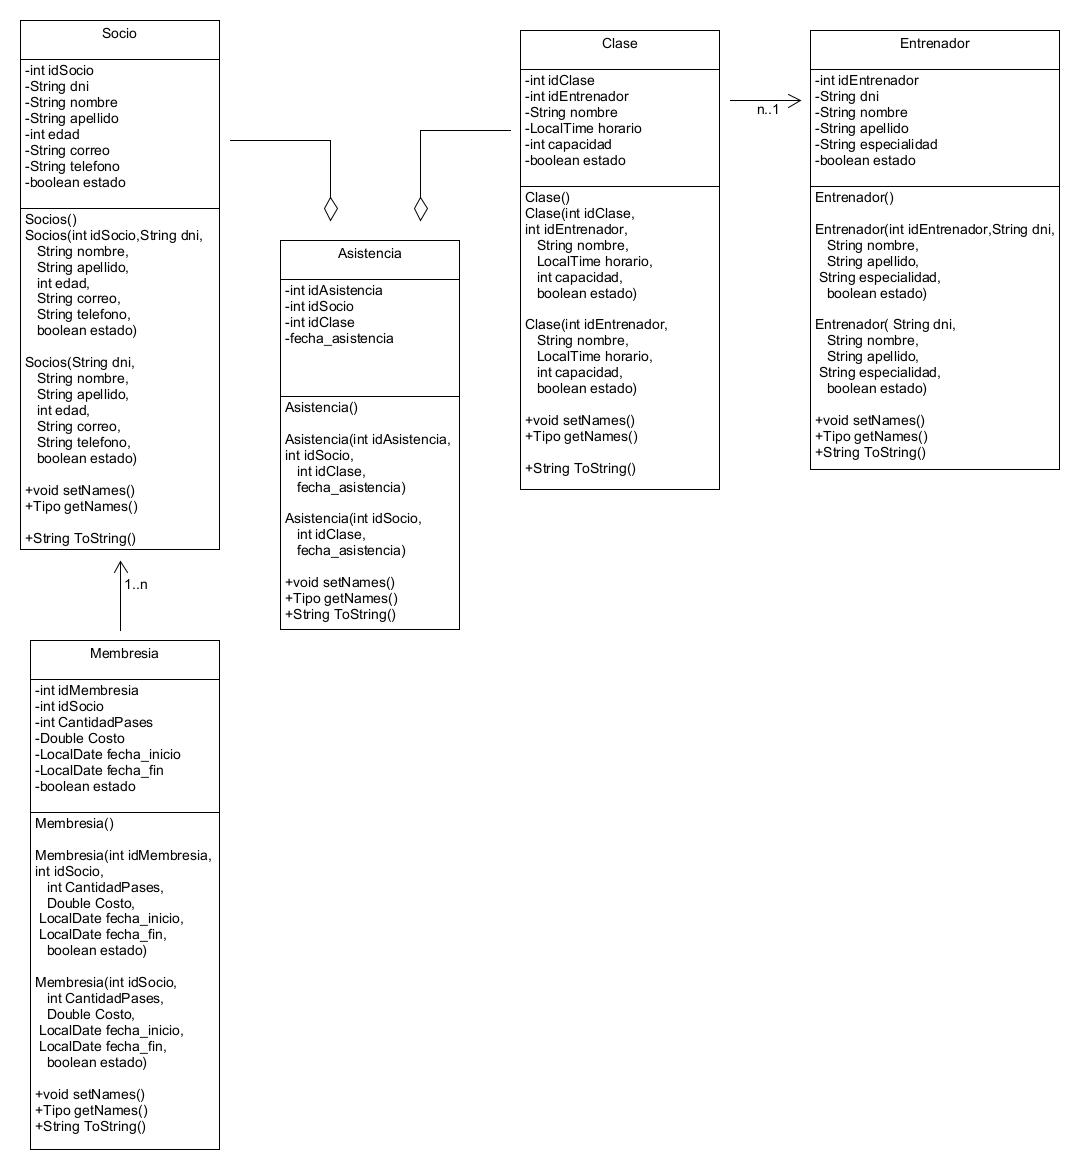 Socio
-int idSocio
-String dni
-String nombre
-String apellido
-int edad
-String correo
-String telefono
-boolean estado
Socios()
Socios(int idSocio,String dni,
String nombre,
String apellido,
int edad,
String correo,
String telefono,
boolean estado)
Socios(String dni,
String nombre,
String apellido,
int edad,
String correo,
String telefono,
boolean estado)
+void setNames()
+Tipo getNames()
+String ToString()
Asistencia
-int idAsistencia
-int idSocio
-int idClase
-fecha_asistencia
Asistencia()
Asistencia(int idAsistencia,
int idSocio,
int idClase,
fecha_asistencia)
Asistencia(int idSocio,
int idClase,
fecha_asistencia)
+void setNames()
+Tipo getNames()
+String ToString()
Clase
-int idClase
-int idEntrenador
-String nombre
-LocalTime horario
-int capacidad
-boolean estado
Clase()
Clase(int idClase,
int idEntrenador,
String nombre,
LocalTime horario,
int capacidad,
boolean estado)
Clase(int idEntrenador,
String nombre,
LocalTime horario,
int capacidad,
boolean estado)
+void setNames()
+Tipo getNames()
+String ToString()
n..1
Entrenador
-int idEntrenador
-String dni
-String nombre
-String apellido
-String especialidad
-boolean estado
Entrenador()
Entrenador(int idEntrenador,String dni,
String nombre,
String apellido,
String especialidad,
boolean estado)
Entrenador( String dni,
String nombre,
String apellido,
String especialidad,
boolean estado)
+void setNames()
+Tipo getNames()
+String ToString()
1..n
Membresia
-int idMembresia
-int idSocio
-int CantidadPases
-Double Costo
-LocalDate fecha_inicio
-LocalDate fecha_fin
-boolean estado
Membresia()
Membresia(int idMembresia,
int idSocio,
int CantidadPases,
Double Costo,
LocalDate fecha_inicio,
LocalDate fecha_fin,
boolean estado)
Membresia(int idSocio,
int CantidadPases,
Double Costo,
LocalDate fecha_inicio,
LocalDate fecha_fin,
boolean estado)
+void setNames()
+Tipo getNames()
+String ToString()